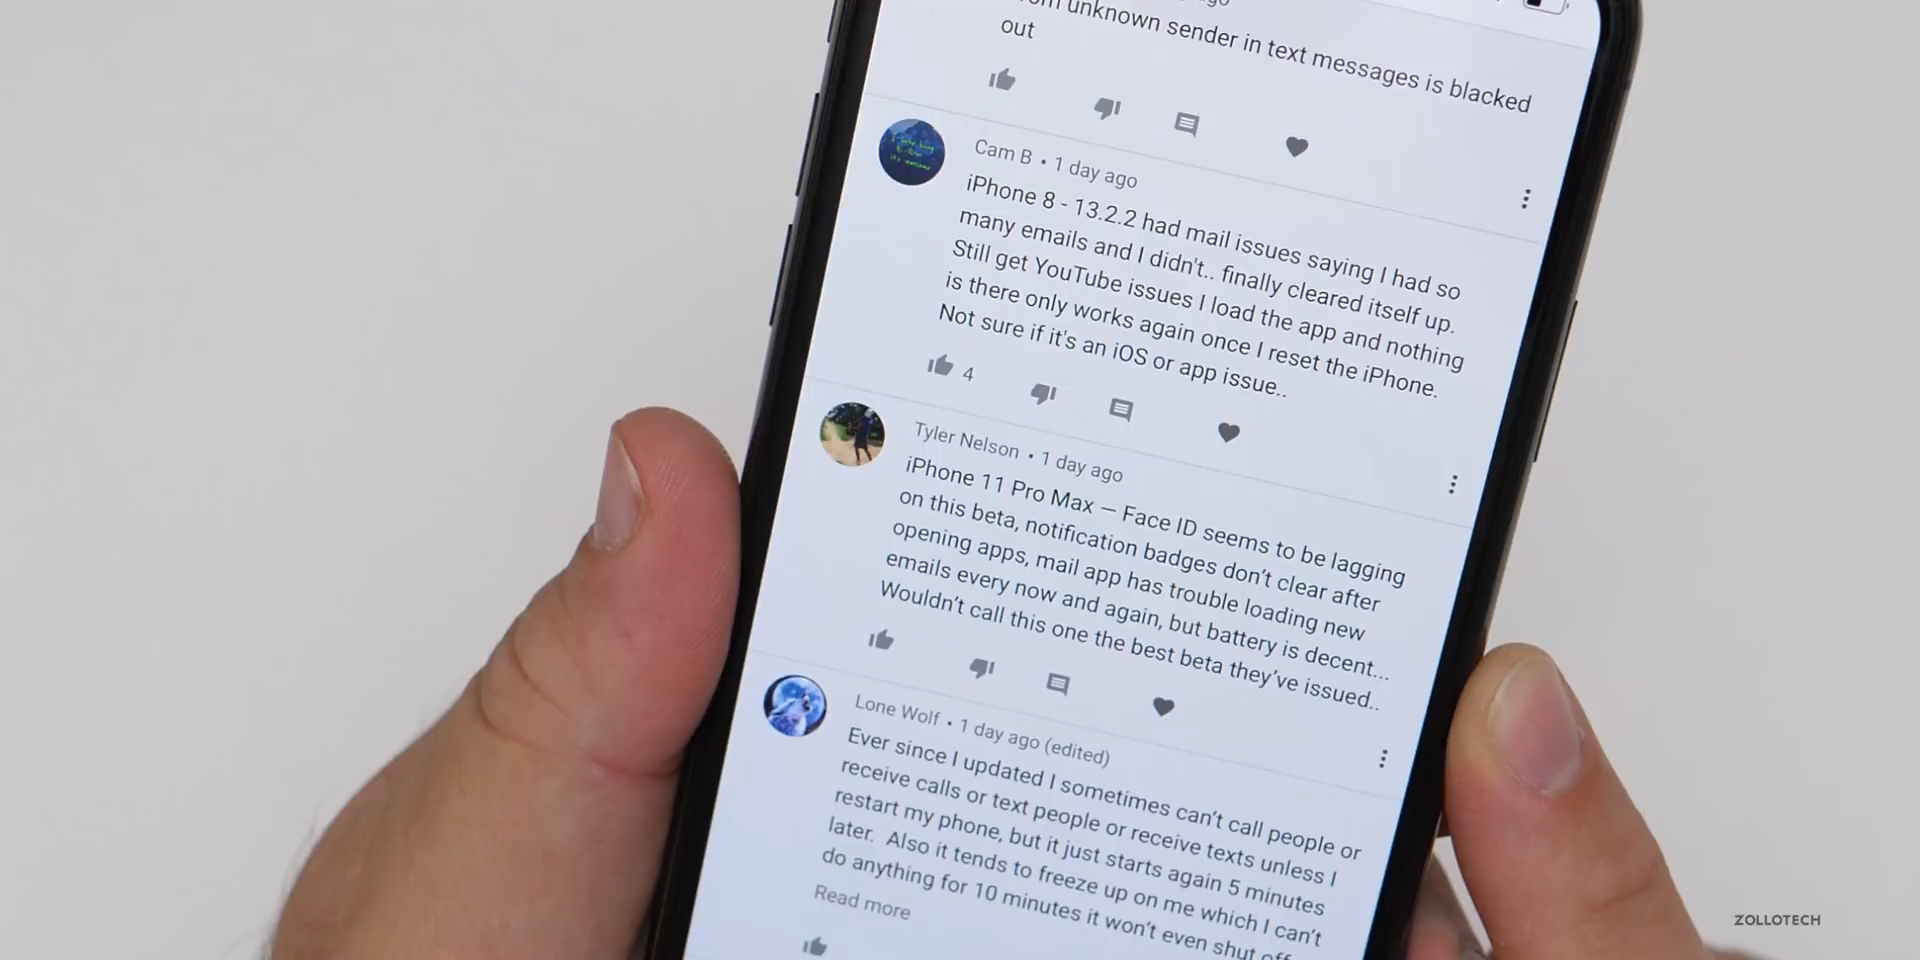 unknown sender in text messages is blacked
out
Cam B • 1 day ago
iPhone 8 - 13.2.2 had mail issues saying I had so
many emails and I didn't.. finally cleared itself up.
Still get YouTube issues I load the app and nothing
is there only works again once I reset the iPhone.
Not sure if it's an iOS or app issue..
4
Tyler Nelson • 1 day ago
iPhone 11 Pro Max – Face ID seems to be lagging
on this beta, notification badges don't clear after
opening apps, mail app has trouble loading new
emails every now and again, but battery is decent...
Wouldn't call this one the best beta they've issued..
Lone Wolf • 1 day ago (edited)
Ever since I updated I sometimes can't call people or
receive calls or text people or receive texts unless I
restart my phone, but it just starts again 5 minutes
later. Also it tends to freeze up on me which I can't
do anything for 10 minutes it won't even shut off
Read more
ZOLLOTECH